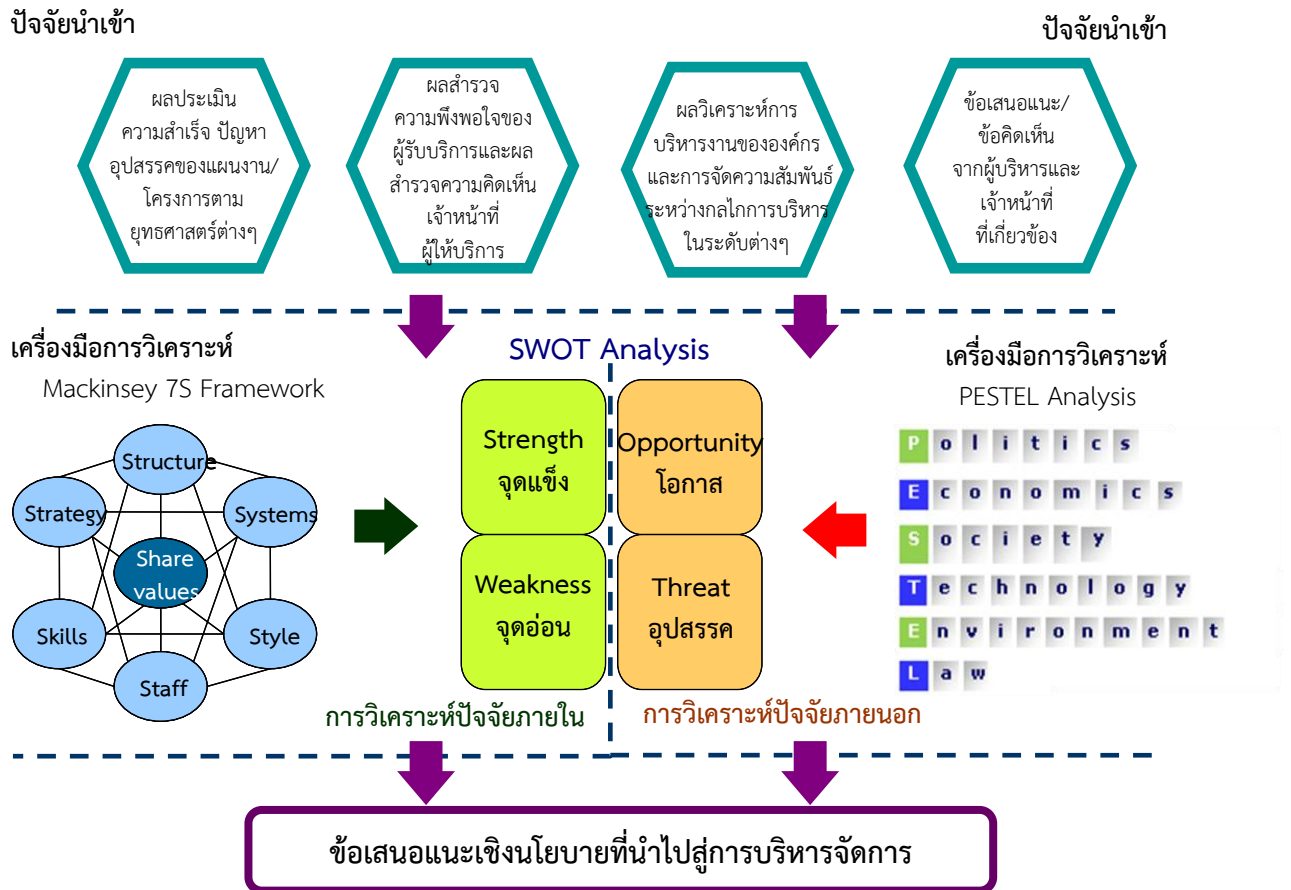 ปัจจัยนำเข้า
ปัจจัยนำเข้า
ผลประเมิน
ความสำเร็จ ปัญหา
อุปสรรคของแผนงาน/
โครงการตาม
ยุทธศาสตร์ต่างๆ
ผลสำรวจ
ความพึงพอใจของ
ผู้รับบริการและผล
สำรวจความคิดเห็น
เจ้าหน้าที่
ผู้ให้บริการ
ผลวิเคราะห์การ
บริหารงานขององค์กร
และการจัดความสัมพันธ์
ระหว่างกลไกการบริหาร
ในระดับต่างๆ
ข้อเสนอแนะ/
ข้อคิดเห็น
จากผู้บริหารและ
เจ้าหน้าที่
ที่เกี่ยวข้อง
เครื่องมือการวิเคราะห์
Mackinsey 7S Framework
Structure
Strategy
Systems
Share
values
Skills
Style
Staff
SWOT Analysis
Strength
จุดแข็ง
Opportunity
โอกาส
Weakness
จุดอ่อน
Threat
อุปสรรค
การวิเคราะห์ปัจจัยภายใน
การวิเคราะห์ปัจจัยภายนอก
เครื่องมือการวิเคราะห์
PESTEL Analysis
Politics
Economics
Society
Technology
Environment
Law
ข้อเสนอแนะเชิงนโยบายที่นำไปสู่การบริหารจัดการ